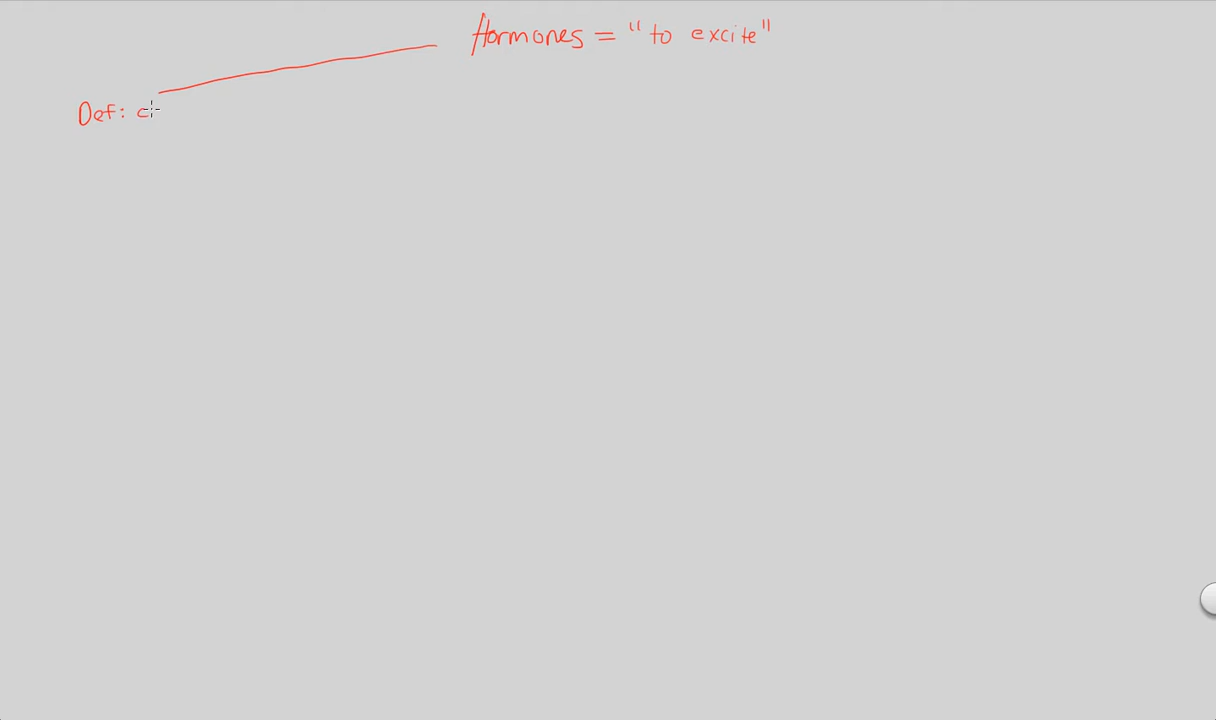 Hormones = "to excite"
Def: c